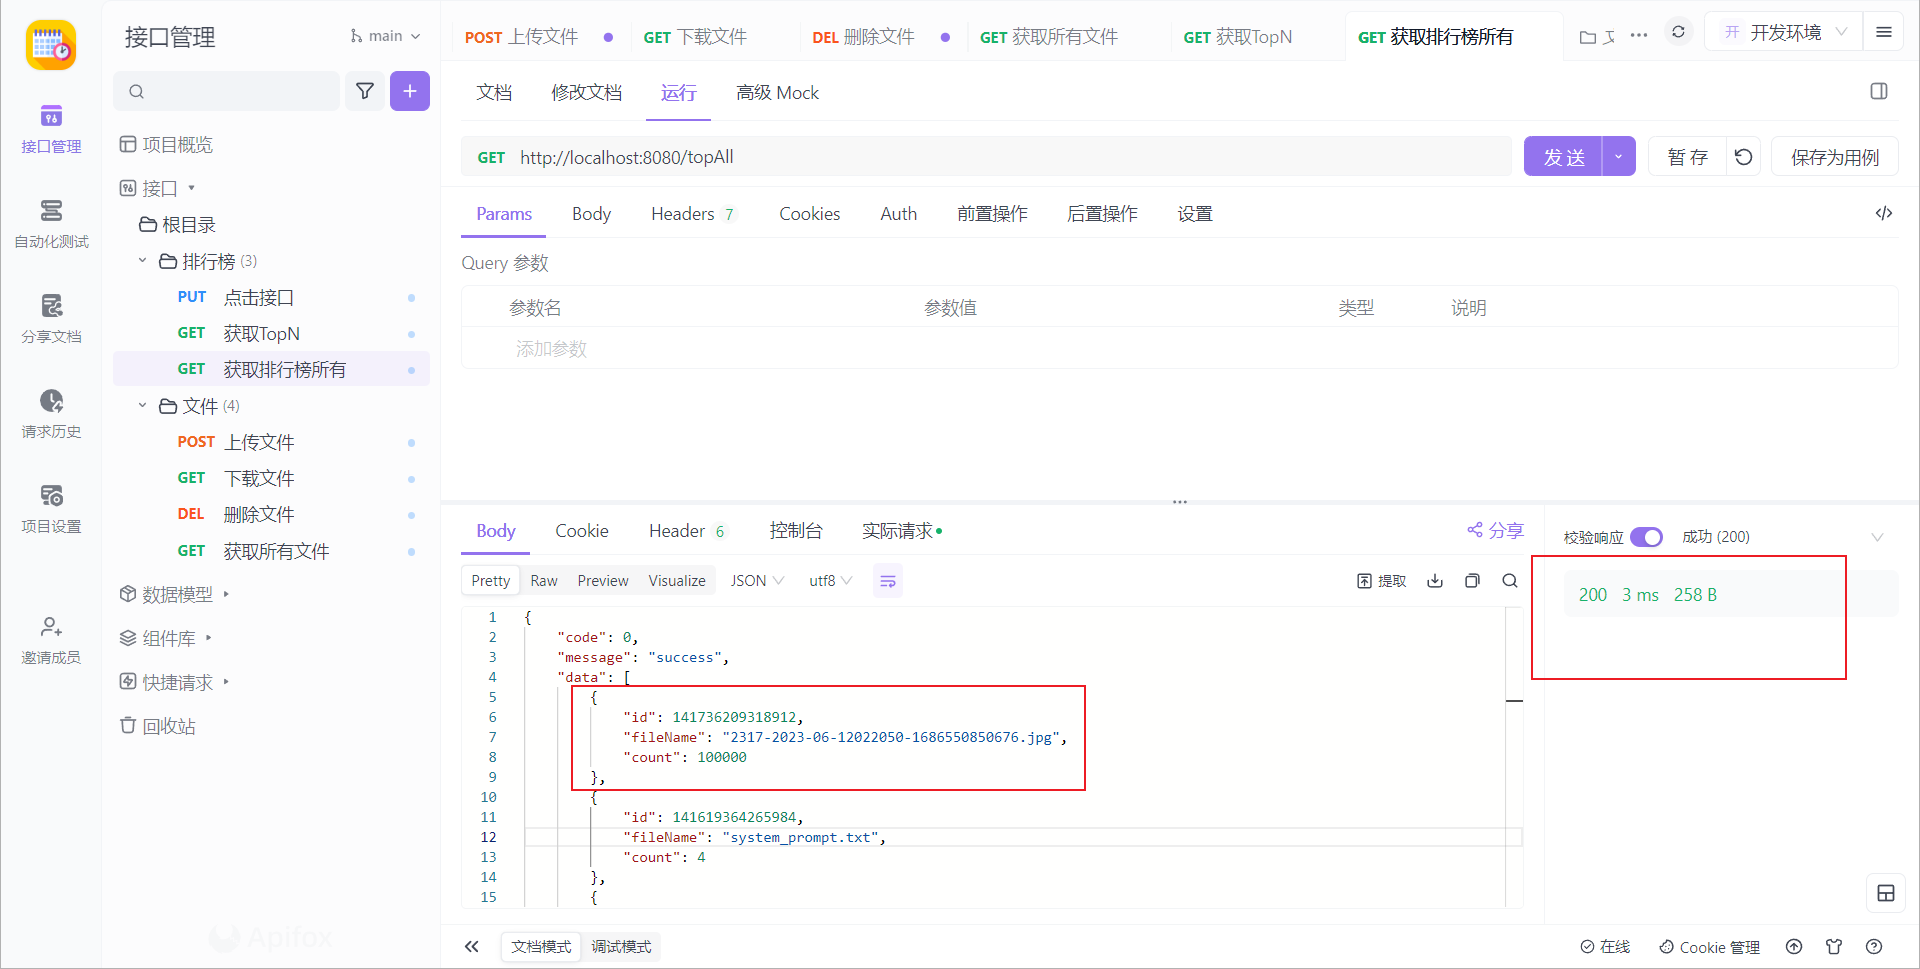 接口管理
自动化测试
分享文档
请求历史
项目设置
邀请成员
接口管理
main
项目概览
接口
根目录
排行榜 (3)
PUT 点击接口
GET 获取TopN
GET 获取排行榜所有
文件 (4)
POST 上传文件
GET 下载文件
DEL 删除文件
GET 获取所有文件
数据模型
组件库
快捷请求
回收站
Apifox
POST 上传文件
GET 下载文件
DEL 删除文件
GET 获取所有文件
GET 获取TopN
GET 获取排行榜所有
开 开发环境
文档 修改文档 运行 高级 Mock
GET http://localhost:8080/topAll
发 送
暂 存
保存为用例
Params Body Headers 7 Cookies Auth 前置操作 后置操作 设置
Query 参数
参数名 参数值 类型 说明
添加参数
Body Cookie Header 6 控制台 实际请求
分享
Pretty Raw Preview Visualize JSON utf8
提取
1 {
2 "code": 0,
3 "message": "success",
4 "data": [
5 {
6 "id": 141736209318912,
7 "fileName": "2317-2023-06-12022050-1686550850676.jpg",
8 "count": 100000
9 },
10 {
11 "id": 141619364265984,
12 "fileName": "system_prompt.txt",
13 "count": 4
14 },
15 {
校验响应 成功 (200)
200 3 ms 258 B
文档模式 调试模式
在线 Cookie 管理